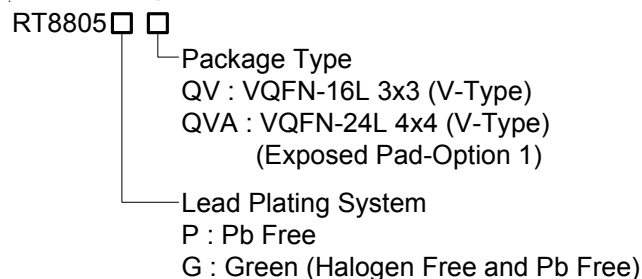 RT8805□ □
Package Type
QV : VQFN-16L 3x3 (V-Type)
QVA : VQFN-24L 4x4 (V-Type)
(Exposed Pad-Option 1)
Lead Plating System
P : Pb Free
G : Green (Halogen Free and Pb Free)